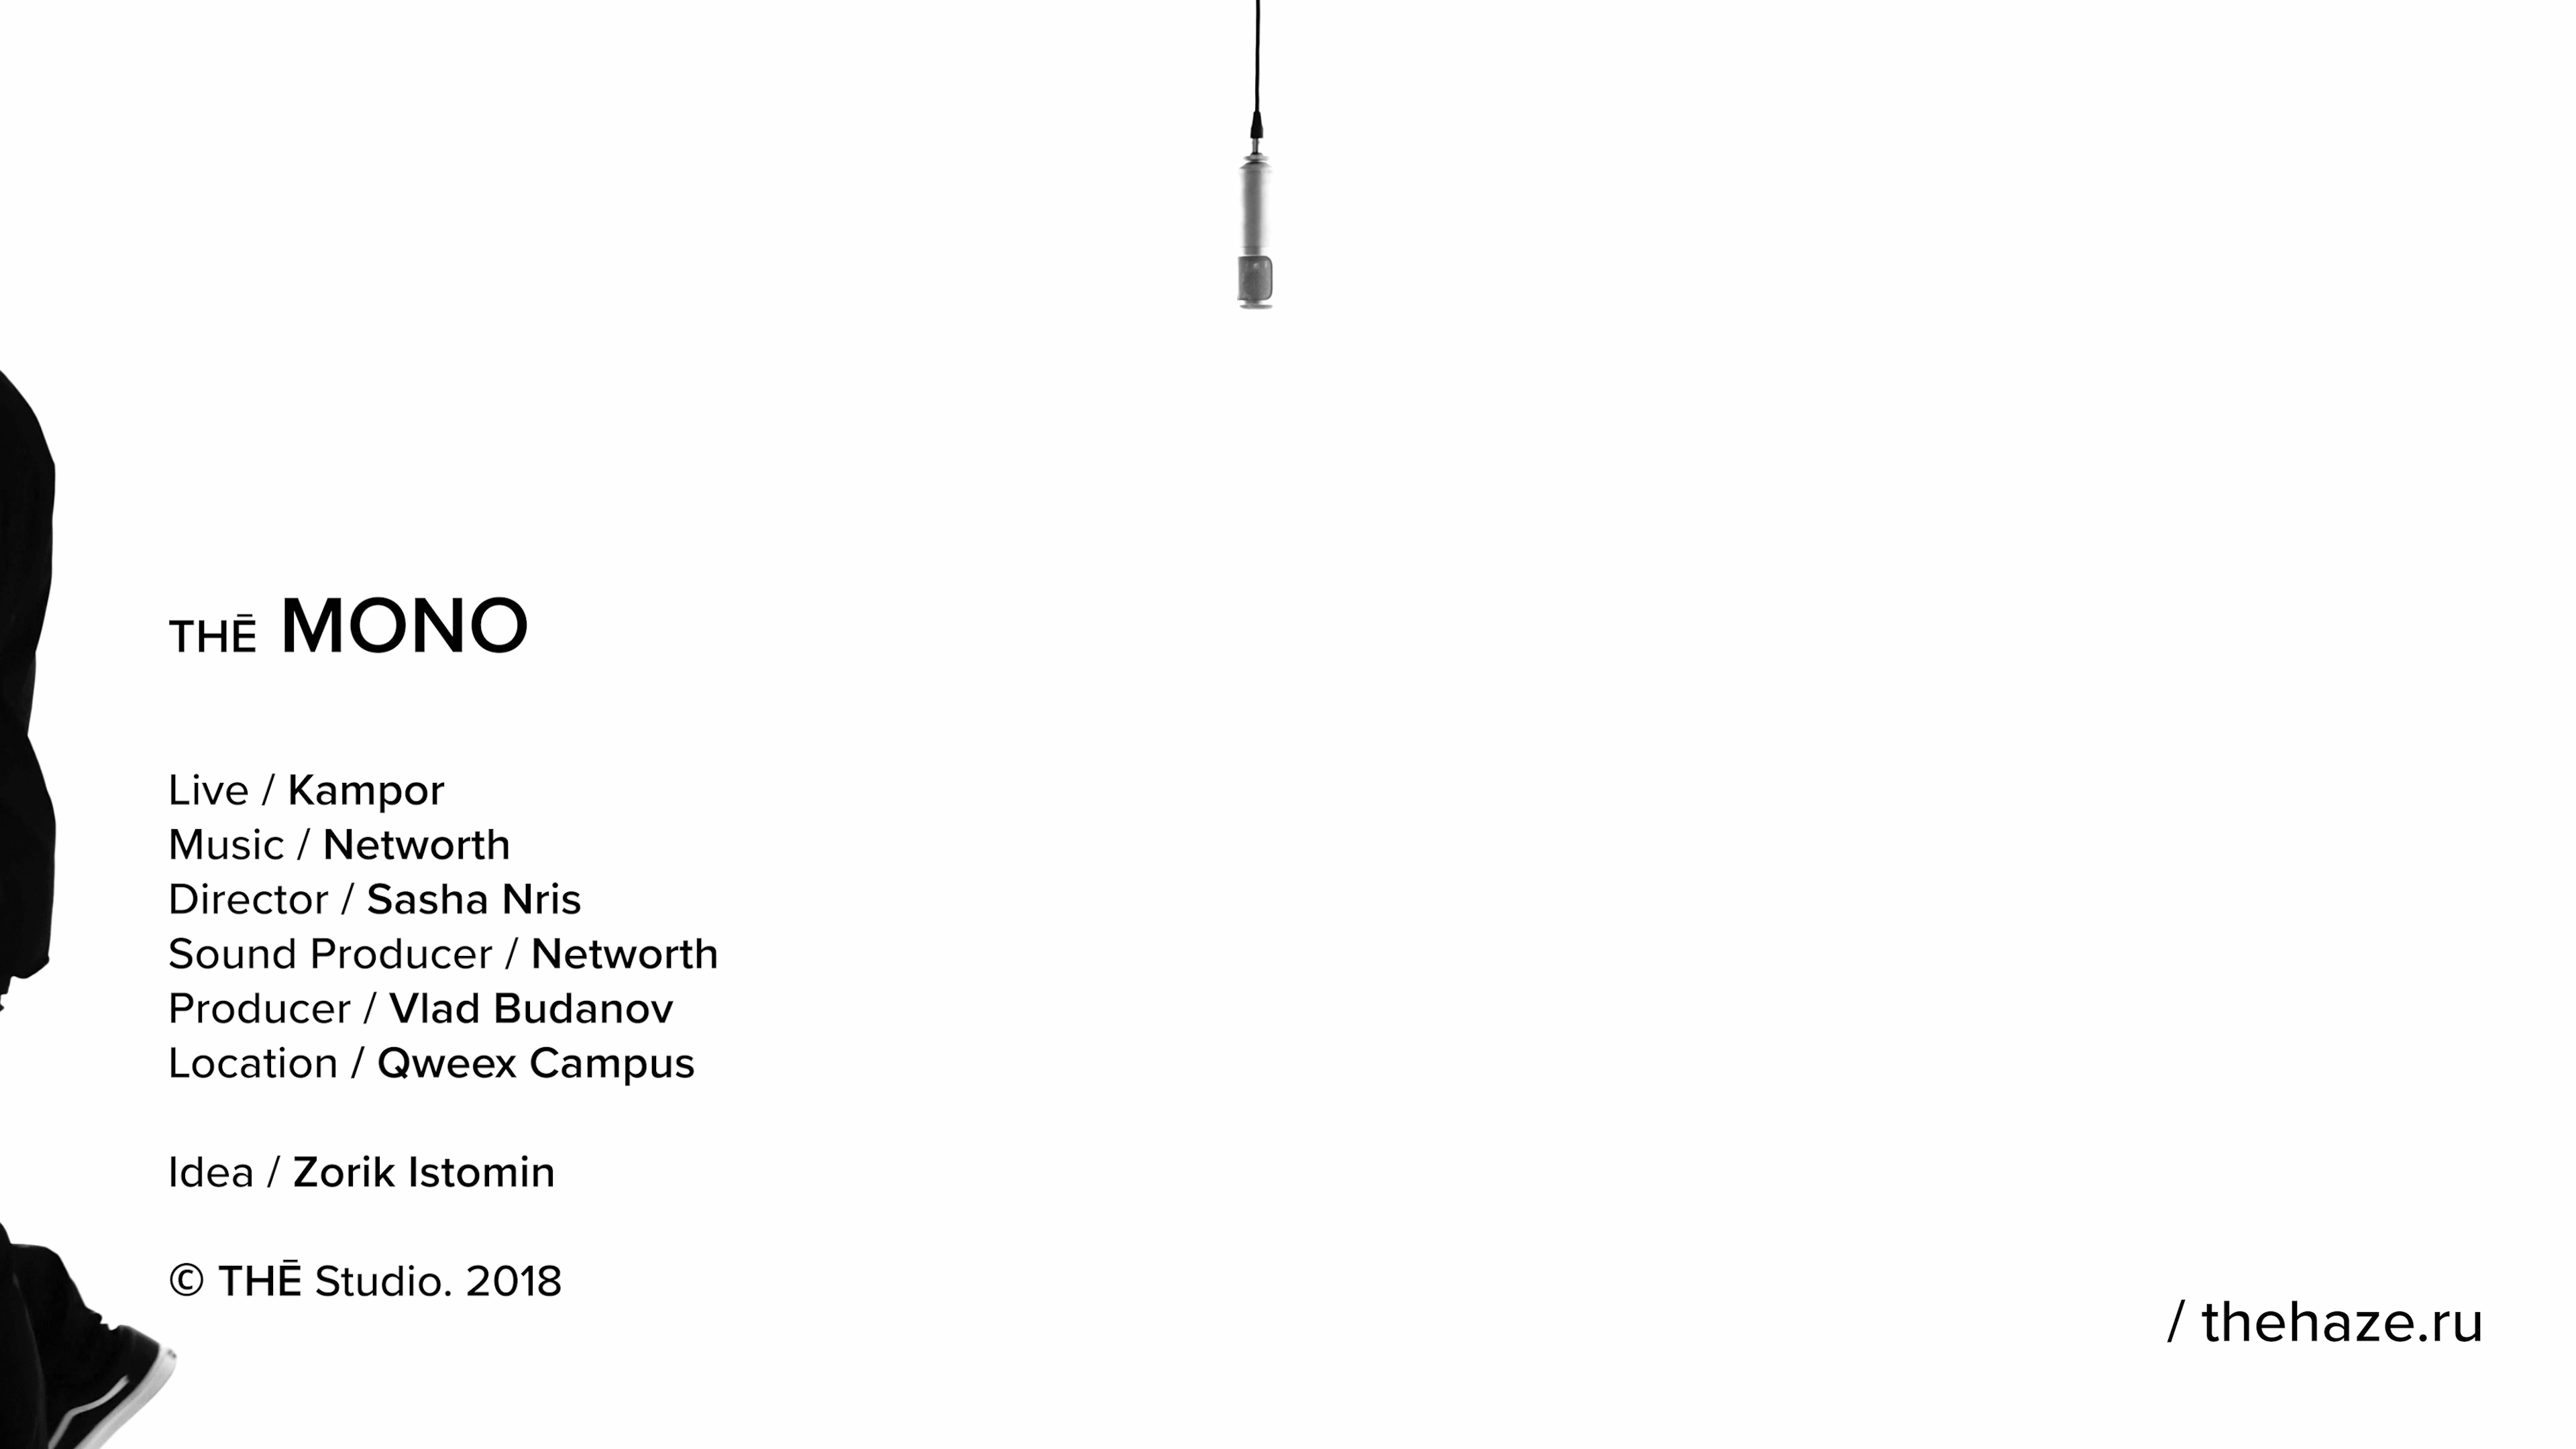 THĒ MONO
Live / Kampor
Music / Networth
Director / Sasha Nris
Sound Producer / Networth
Producer / Vlad Budanov
Location / Qweex Campus
Idea / Zorik Istomin
© THĒ Studio. 2018
/ thehaze.ru